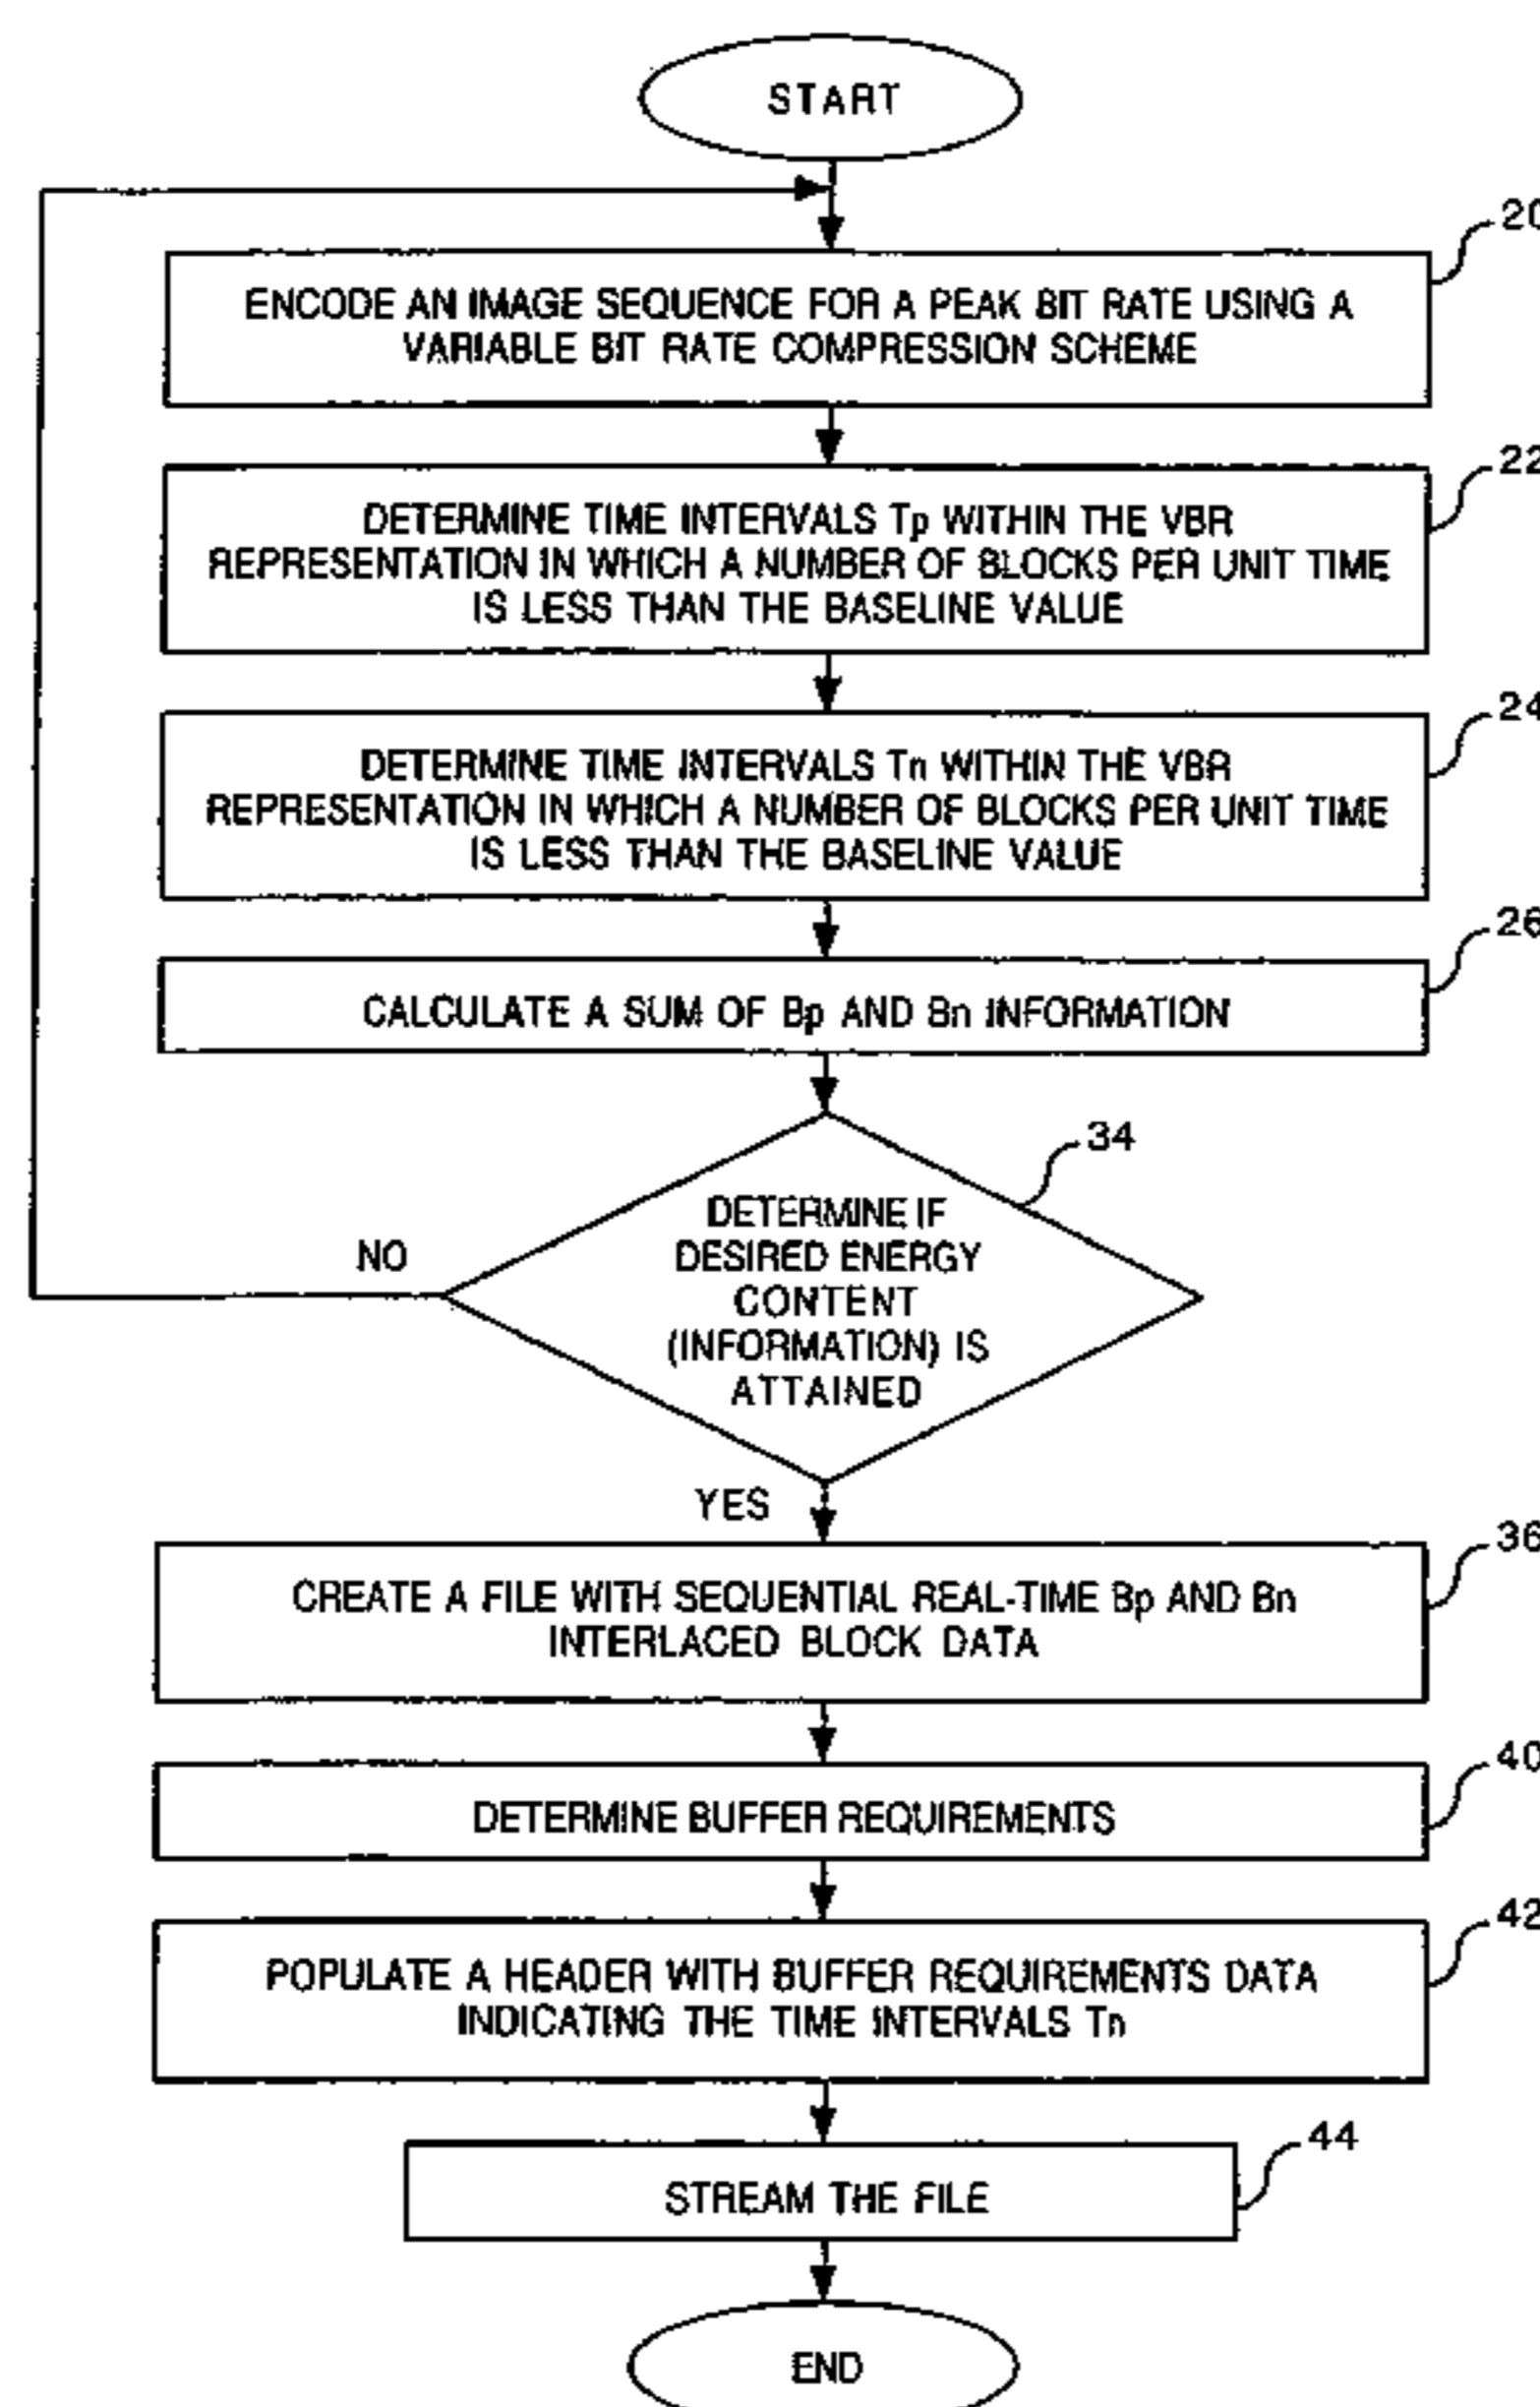 START
20
ENCODE AN IMAGE SEQUENCE FOR A PEAK BIT RATE USING A
VARIABLE BIT RATE COMPRESSION SCHEME
22
DETERMINE TIME INTERVALS Tp WITHIN THE VBR
REPRESENTATION IN WHICH A NUMBER OF BLOCKS PER UNIT TIME
IS LESS THAN THE BASELINE VALUE
24
DETERMINE TIME INTERVALS Tn WITHIN THE VBR
REPRESENTATION IN WHICH A NUMBER OF BLOCKS PER UNIT TIME
IS LESS THAN THE BASELINE VALUE
26
CALCULATE A SUM OF Bp AND Bn INFORMATION
34
DETERMINE IF
DESIRED ENERGY
CONTENT
(INFORMATION) IS
ATTAINED
NO
YES
36
CREATE A FILE WITH SEQUENTIAL REAL-TIME Bp AND Bn
INTERLACED BLOCK DATA
40
DETERMINE BUFFER REQUIREMENTS
42
POPULATE A HEADER WITH BUFFER REQUIREMENTS DATA
INDICATING THE TIME INTERVALS Tn
44
STREAM THE FILE
END